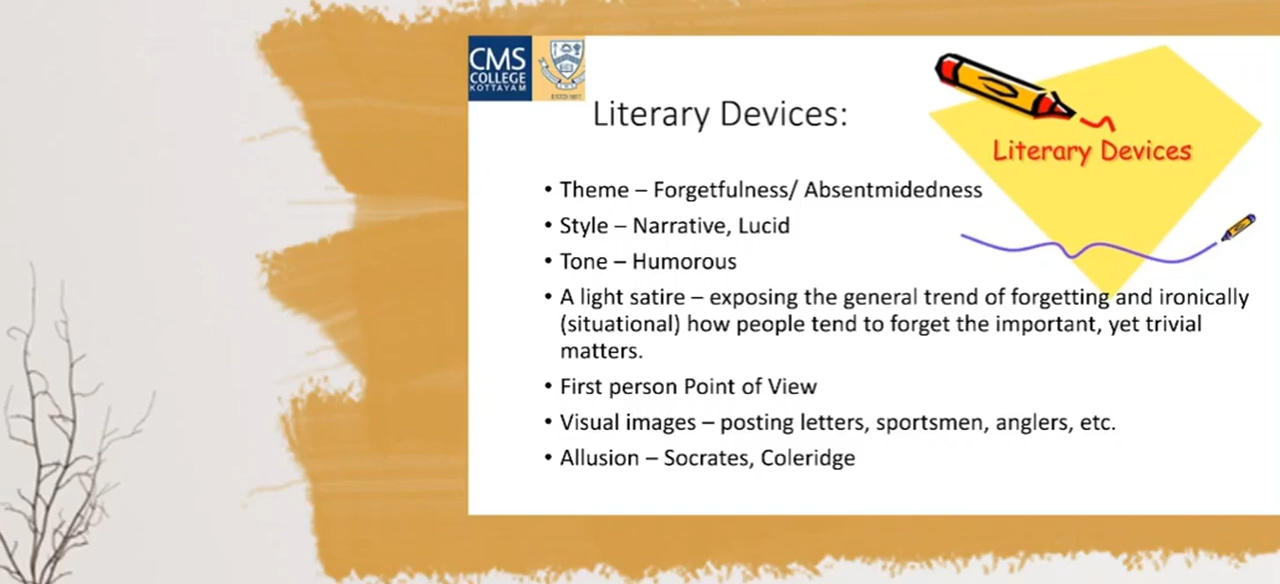 CMS
COLLEGE
KOTTAYAM
Literary Devices:
Literary Devices
• Theme – Forgetfulness/ Absentmidedness
• Style – Narrative, Lucid
• Tone – Humorous
• A light satire – exposing the general trend of forgetting and ironically
(situational) how people tend to forget the important, yet trivial
matters.
• First person Point of View
• Visual images – posting letters, sportsmen, anglers, etc.
• Allusion – Socrates, Coleridge